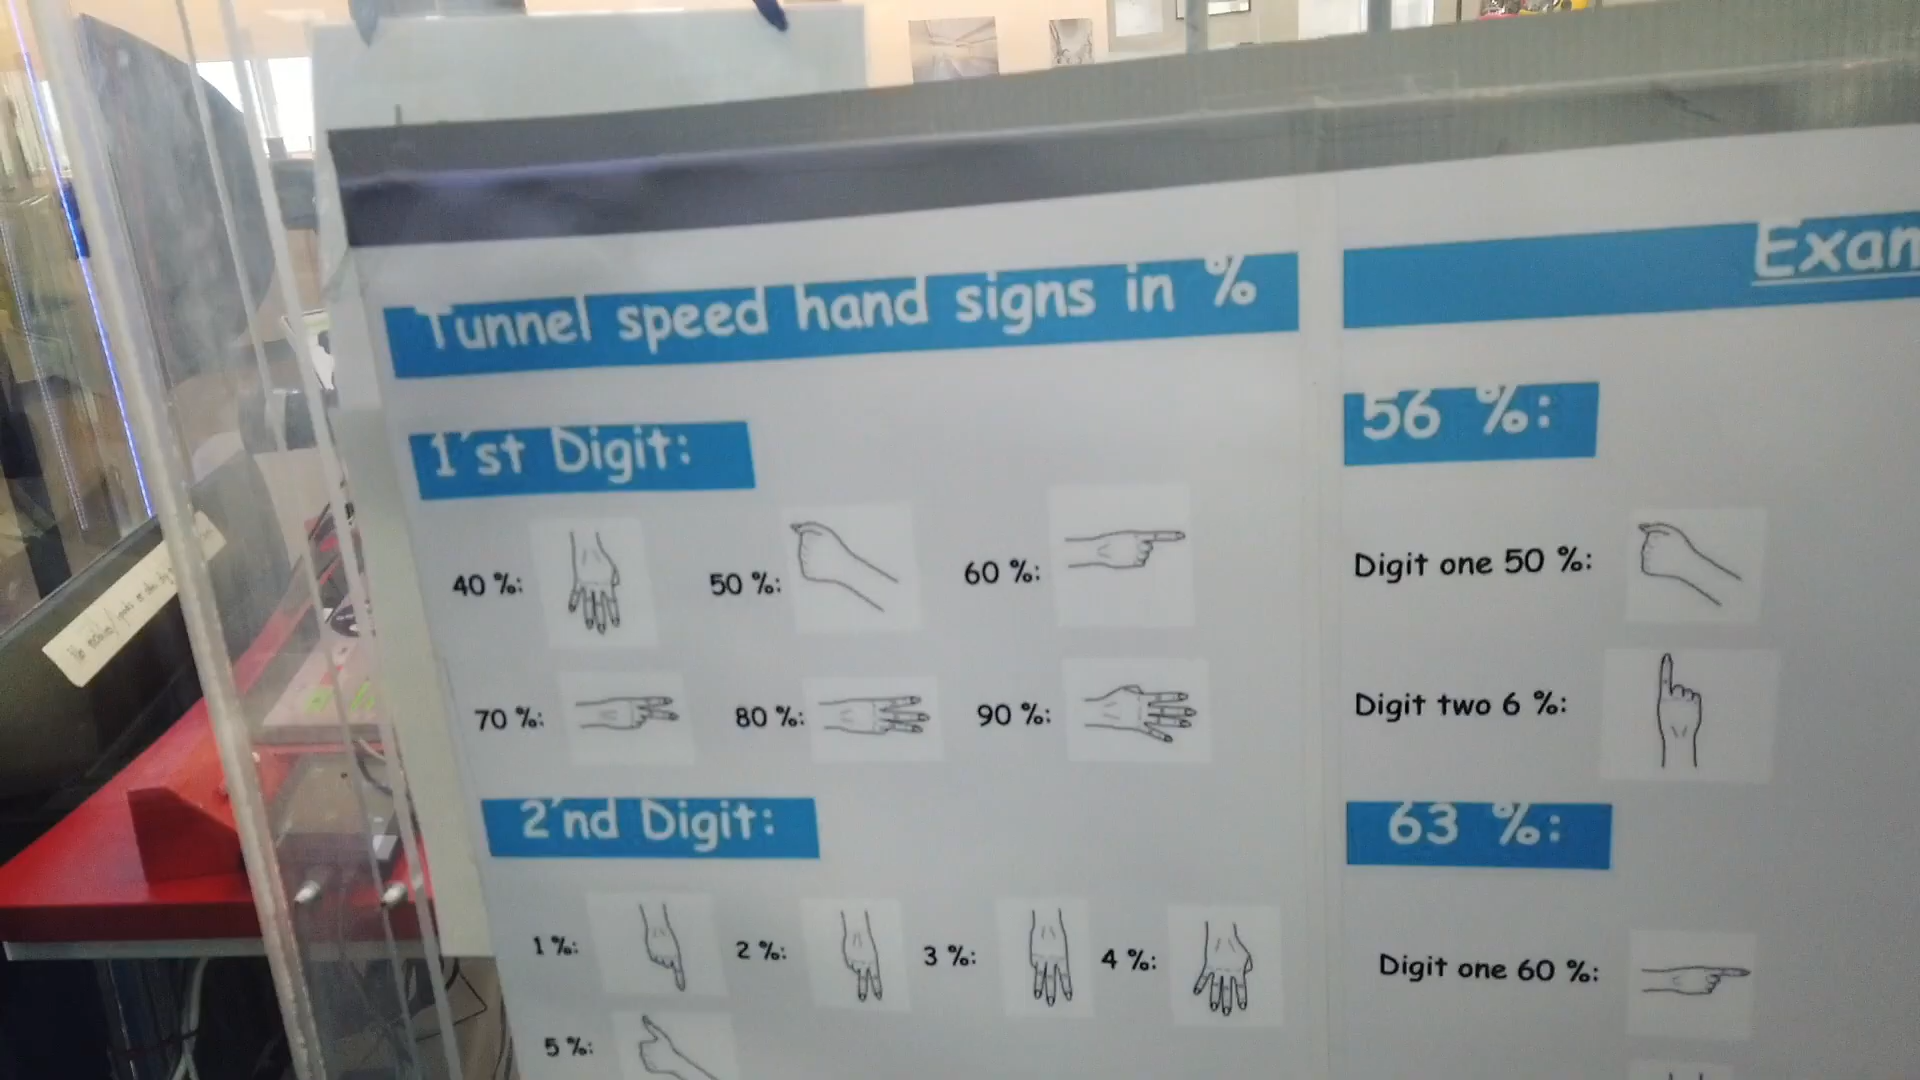 Tunnel speed hand signs in %
1'st Digit:
40 %:
50 %:
60 %:
70 %:
80 %:
90 %:
2'nd Digit:
1 %:
2 %:
3 %:
4 %:
5 %:
Exam
56 %:
Digit one 50 %:
Digit two 6 %:
63 %:
Digit one 60 %: